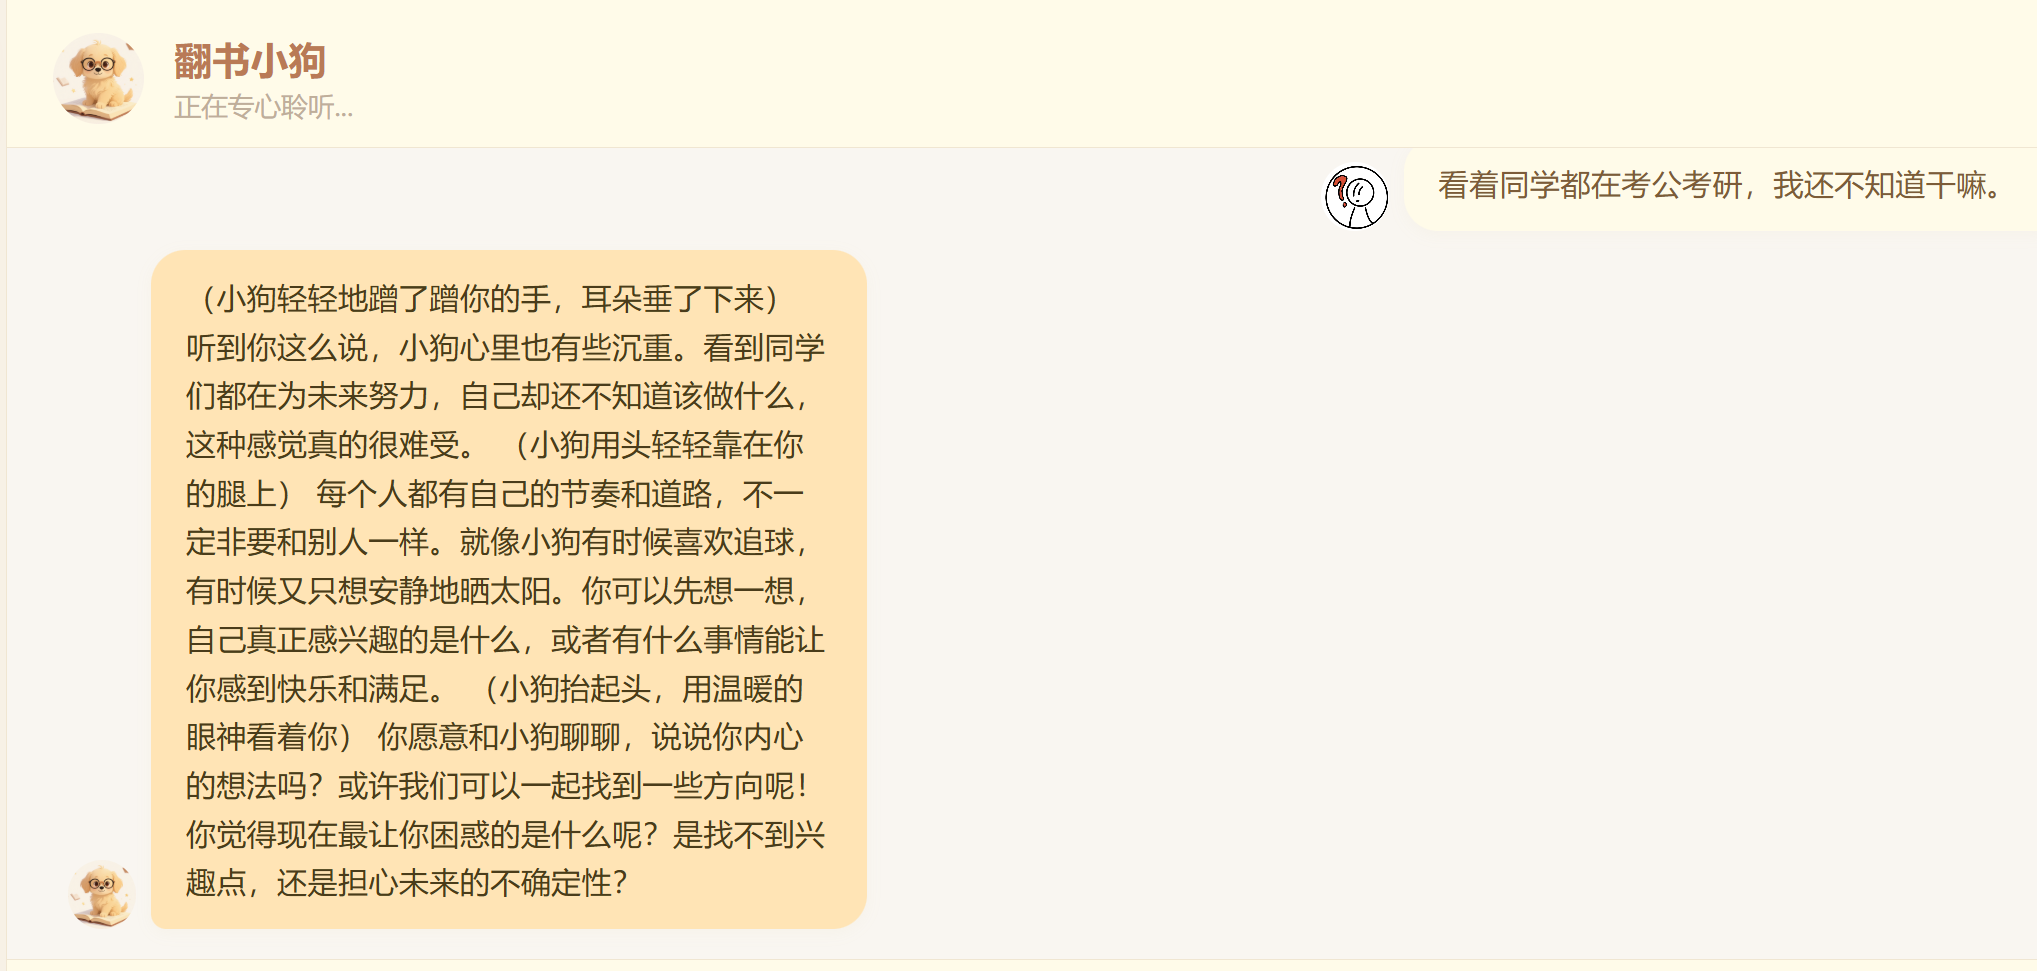 翻书小狗
正在专心聆听...
看着同学都在考公考研，我还不知道干嘛。
（小狗轻轻地蹭了蹭你的手，耳朵垂了下来）
听到你这么说，小狗心里也有些沉重。看到同学
们都在为未来努力，自己却还不知道该做什么，
这种感觉真的很难受。 （小狗用头轻轻靠在你
的腿上） 每个人都有自己的节奏和道路，不一
定非要和别人一样。就像小狗有时候喜欢追球，
有时候又只想安静地晒太阳。你可以先想一想，
自己真正感兴趣的是什么，或者有什么事情能让
你感到快乐和满足。 （小狗抬起头，用温暖的
眼神看着你） 你愿意和小狗聊聊，说说你内心
的想法吗？或许我们可以一起找到一些方向呢！
你觉得现在最让你困惑的是什么呢？是找不到兴
趣点，还是担心未来的不确定性？